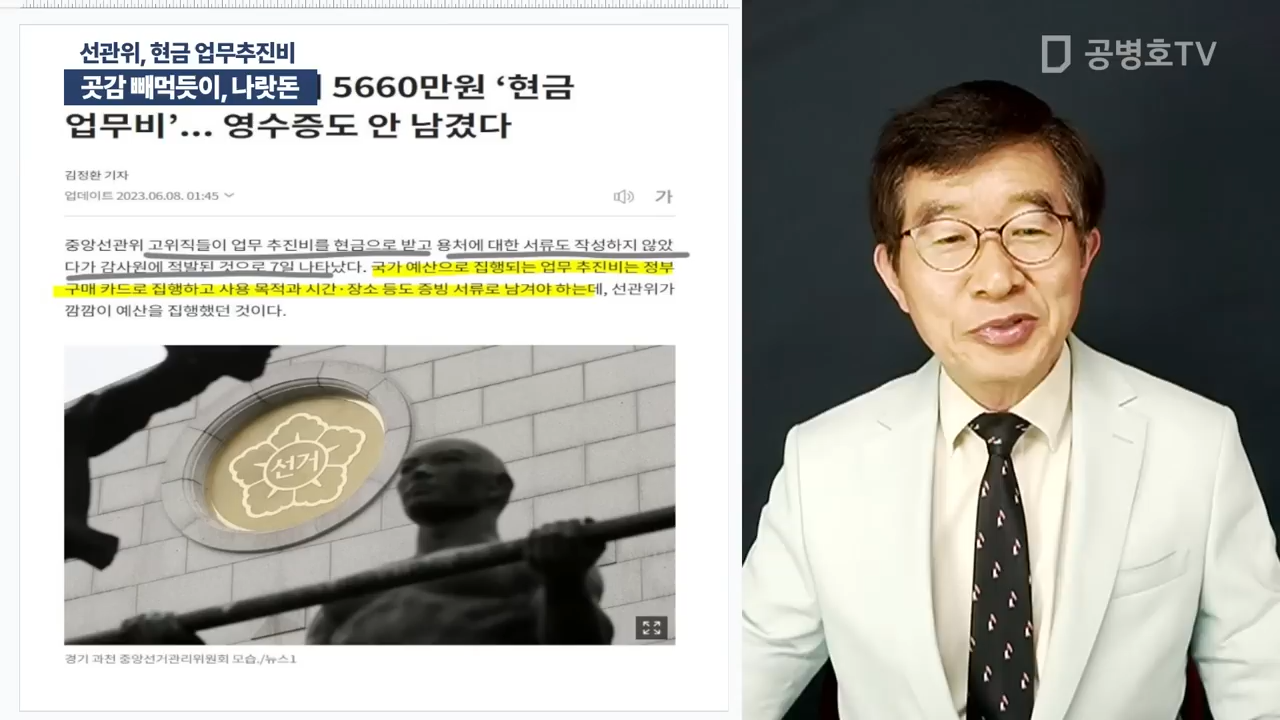 선관위, 현금 업무추진비
곳감 빼먹듯이, 나랏돈
5660만원 ‘현금
업무비’... 영수증도 안 남겼다
공병호TV
김정환 기자
업데이트 2023.06.08. 01:45
가
중앙선관위 고위직들이 업무 추진비를 현금으로 받고 용처에 대한 서류도 작성하지 않았
다가 감사원에 적발된 것으로 7일 나타났다. 국가 예산으로 집행되는 업무 추진비는 정부
구매 카드로 집행하고 사용 목적과 시간·장소 등도 증빙 서류로 남겨야 하는데, 선관위가
깜깜이 예산을 집행했던 것이다.
선거
경기 과천 중앙선거관리위원회 모습./뉴스1